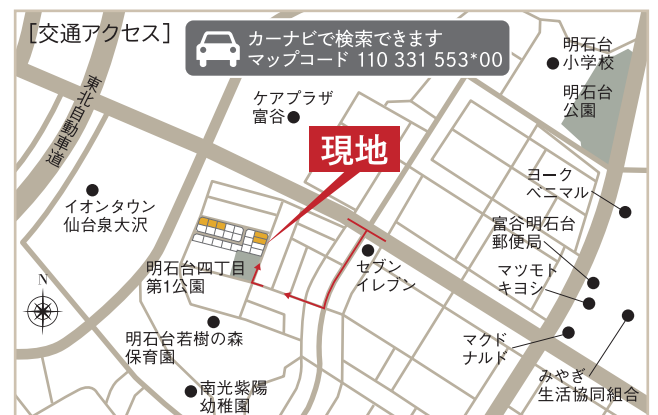 [交通アクセス]
カーナビで検索できます
マップコード 110 331 553*00
明石台
小学校
明石台
公園
東北自動車道
ケアプラザ
富谷
現地
ヨーク
ベニマル
イオンタウン
仙台泉大沢
富谷明石台
郵便局
セブン
イレブン
マツモト
キヨシ
明石台四丁目
第1公園
N
明石台若樹の森
保育園
マクド
ナルド
みやぎ
生活協同組合
南光紫陽
幼稚園